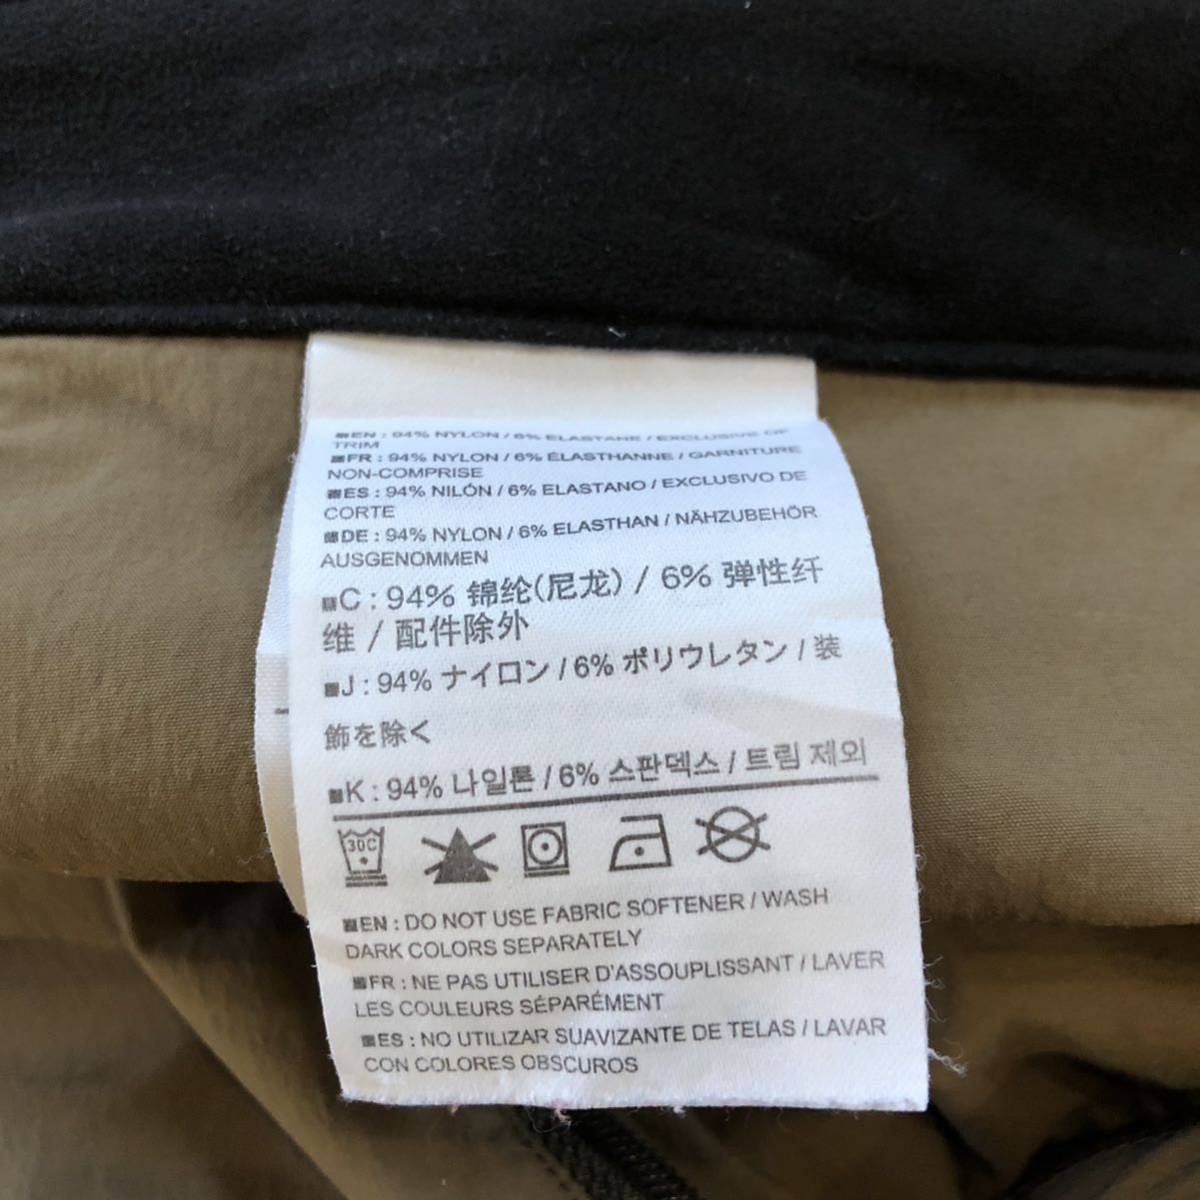 EN : 94% NYLON / 6% ELASTANE / EXCLUSIVE OF
TRIM
FR : 94% NYLON / 6% ÉLASTHANNE / GARNITURE
NON-COMPRISE
ES : 94% NILÓN / 6% ELASTANO / EXCLUSIVO DE
CORTE
DE : 94% NYLON / 6% ELASTHAN / NÄHZUBEHÖR
AUSGENOMMEN
C : 94% 锦纶(尼龙) / 6% 弹性纤
维 / 配件除外
J : 94% ナイロン / 6% ポリウレタン / 装
飾を除く
K : 94% 나일론 / 6% 스판덱스 / 트림 제외
30C
EN : DO NOT USE FABRIC SOFTENER / WASH
DARK COLORS SEPARATELY
FR : NE PAS UTILISER D'ASSOUPLISSANT / LAVER
LES COULEURS SÉPARÉMENT
ES : NO UTILIZAR SUAVIZANTE DE TELAS / LAVAR
CON COLORES OBSCUROS